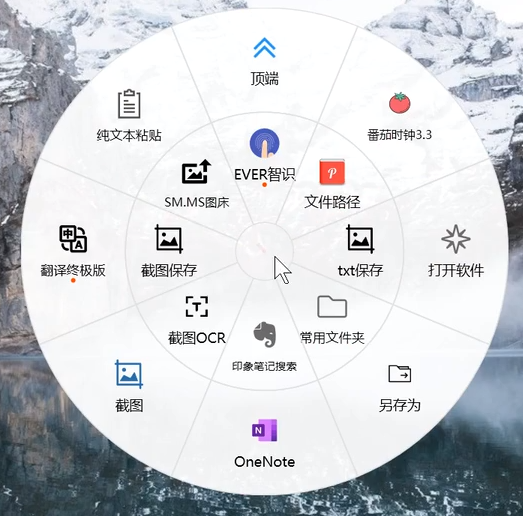 顶端
纯文本粘贴
番茄时钟3.3
EVER智识
SM.MS图床
文件路径
翻译终极版
截图保存
txt保存
打开软件
截图OCR
常用文件夹
印象笔记搜索
截图
另存为
OneNote